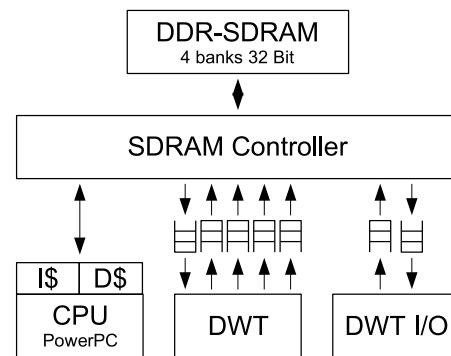 DDR-SDRAM
4 banks 32 Bit
SDRAM Controller
I$ D$
CPU
PowerPC
DWT
DWT I/O